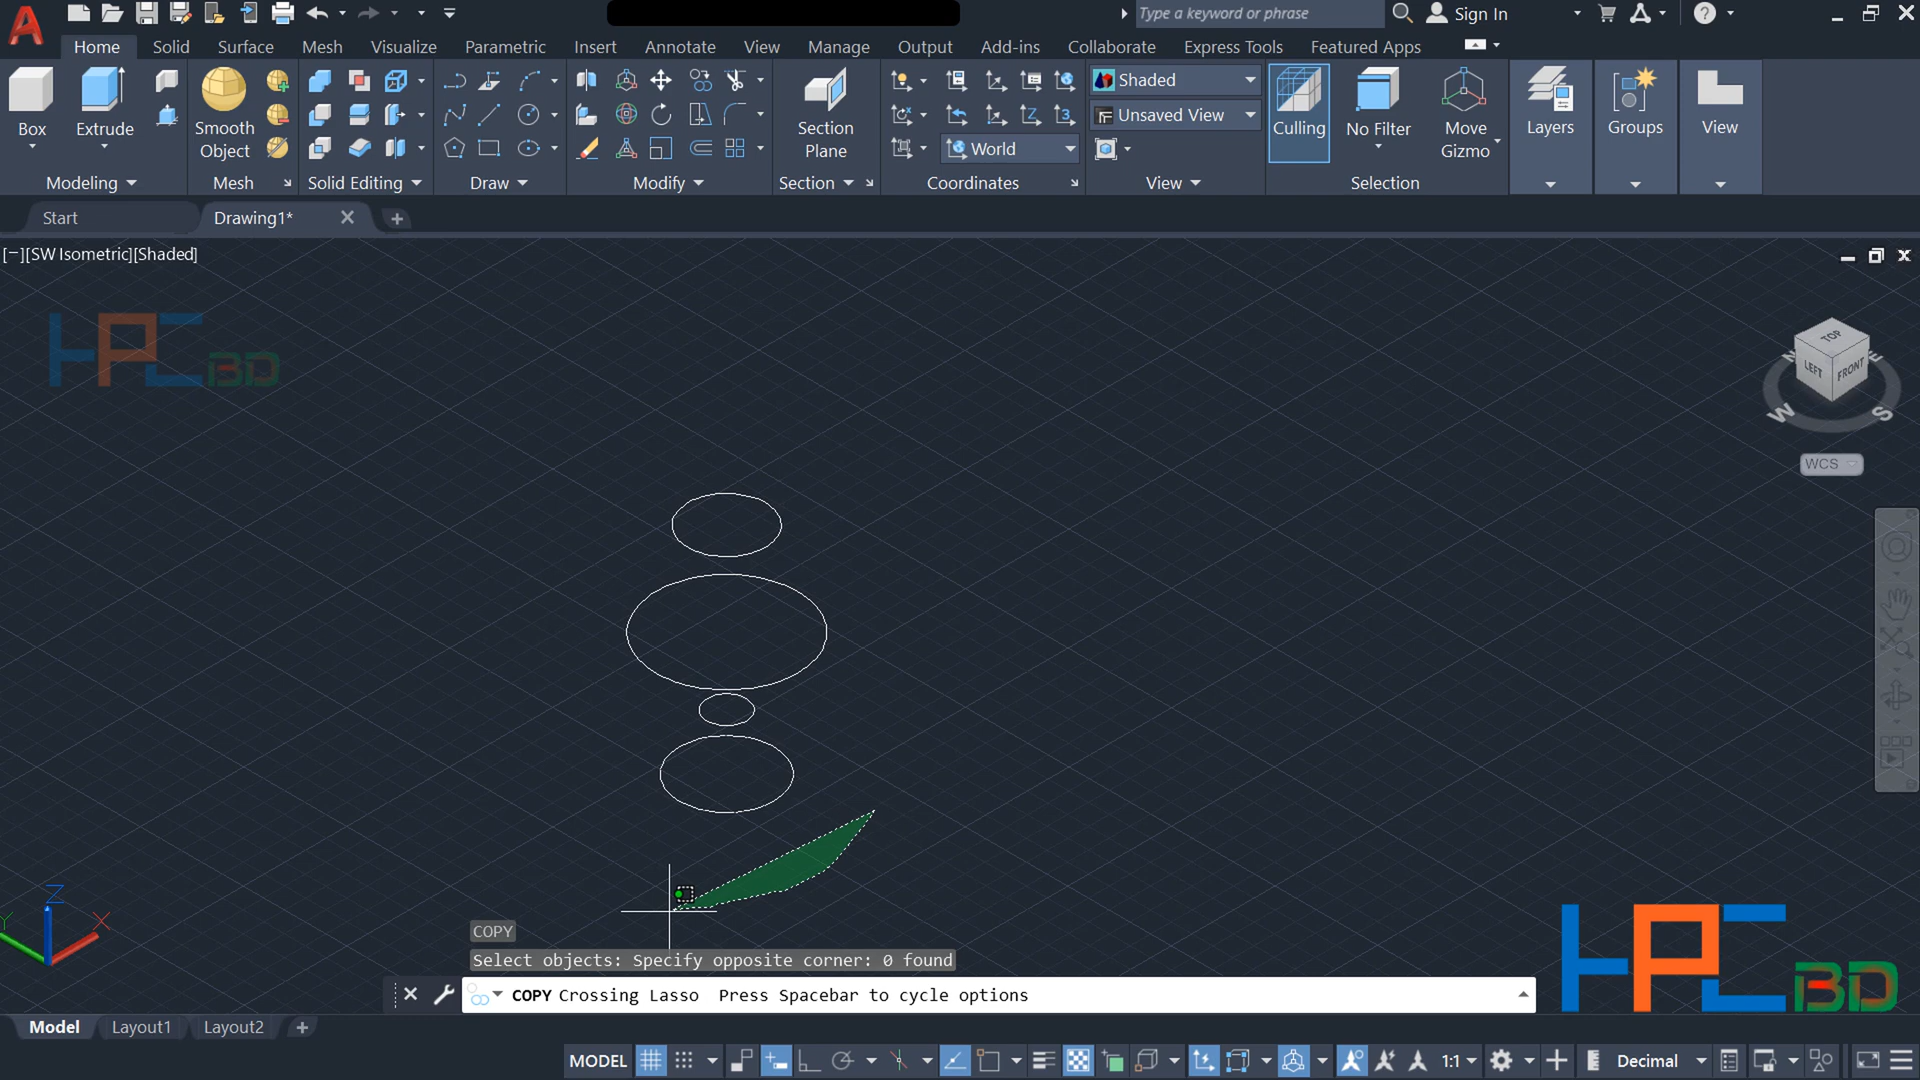 Type a keyword or phrase
Sign In
Home Solid Surface Mesh Visualize Parametric Insert Annotate View Manage Output Add-ins Collaborate Express Tools Featured Apps
Box
Extrude
Smooth
Object
Section
Plane
World
Shaded
Unsaved View
Culling
No Filter
Move
Gizmo
Layers
Groups
View
Modeling Mesh Solid Editing Draw Modify Section Coordinates View Selection
Start Drawing1*
[−][SW Isometric][Shaded]
HPC BD
TOP
LEFT
FRONT
N
E
W
S
WCS
Z
Y
X
COPY
Select objects: Specify opposite corner: 0 found
COPY Crossing Lasso Press Spacebar to cycle options
HPC BD
Model Layout1 Layout2
MODEL 1:1 Decimal